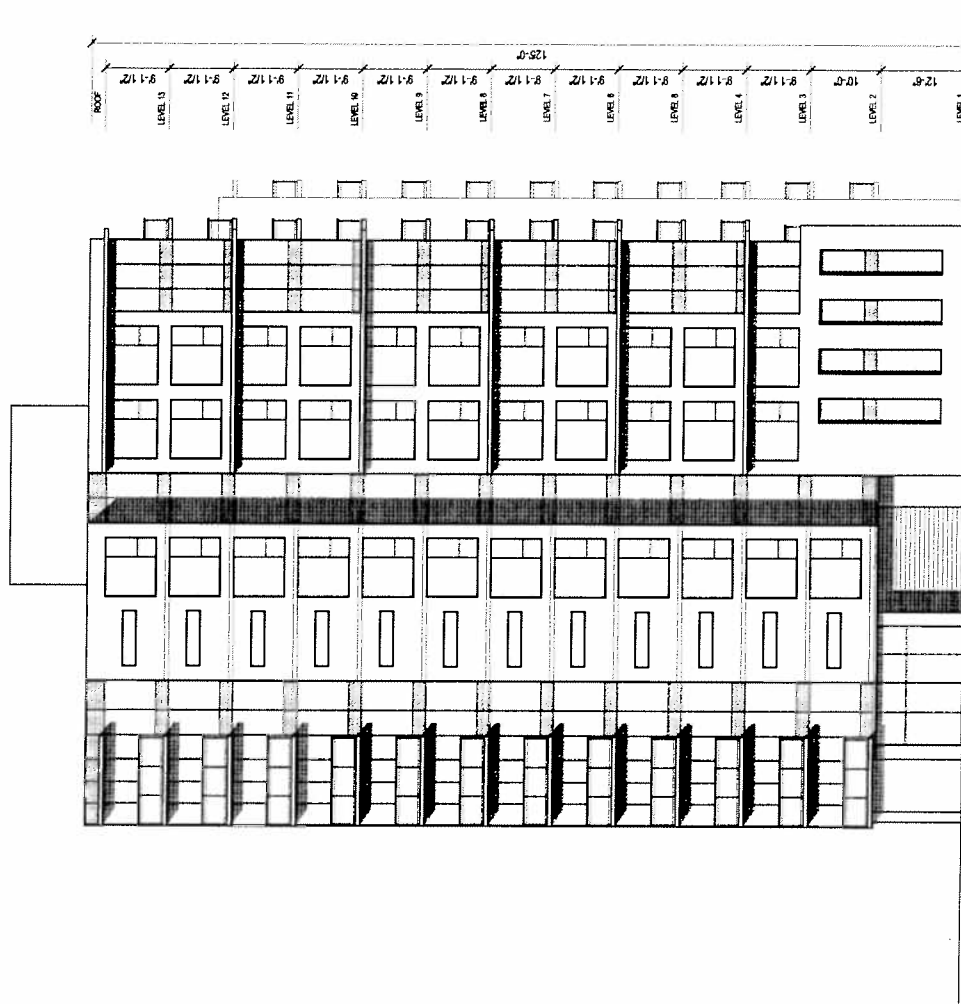 125'-0"
9'-1 1/2"
9'-1 1/2"
9'-1 1/2"
9'-1 1/2"
9'-1 1/2"
9'-1 1/2"
9'-1 1/2"
9'-1 1/2"
9'-1 1/2"
9'-1 1/2"
9'-1 1/2"
10'-0"
12'-6"
ROOF
LEVEL 13
LEVEL 12
LEVEL 11
LEVEL 10
LEVEL 9
LEVEL 8
LEVEL 7
LEVEL 6
LEVEL 5
LEVEL 4
LEVEL 3
LEVEL 2
LEVEL 1